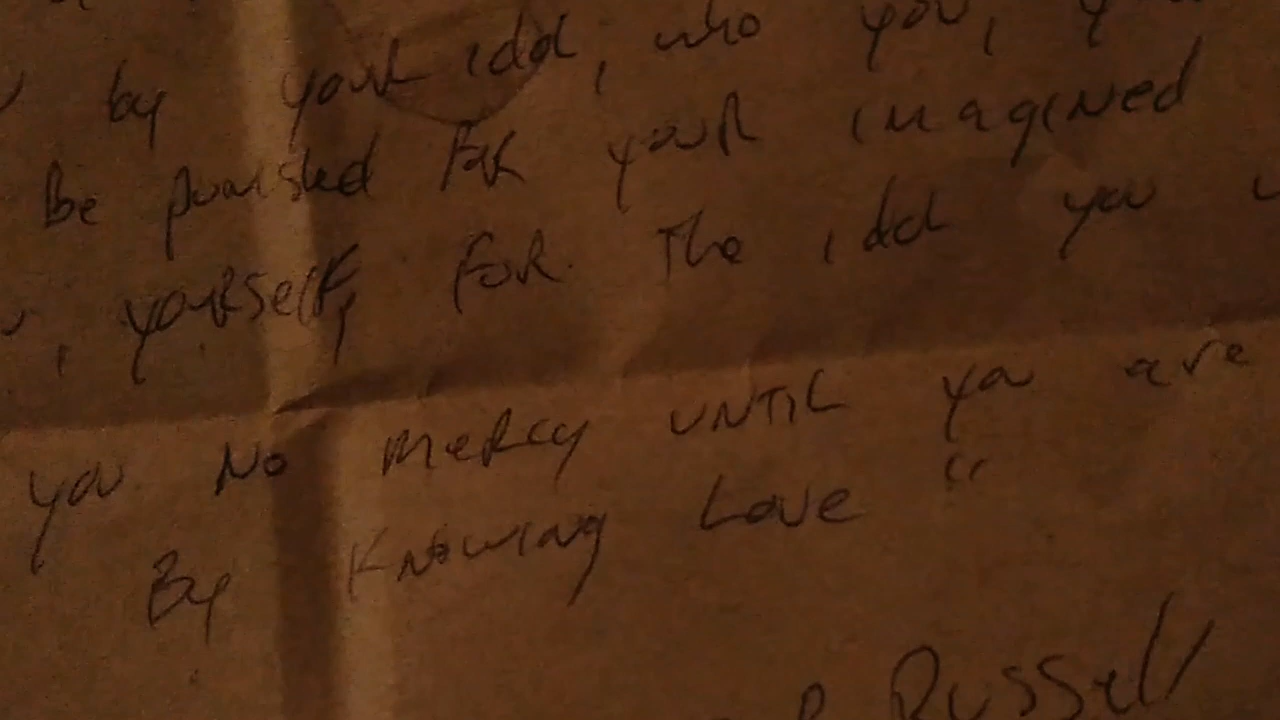 by your idol, who you,
Be punished For your imagined
, yourself, For The idol you
you No Mercy UNTIL you are
By Knowing Love "
Russell